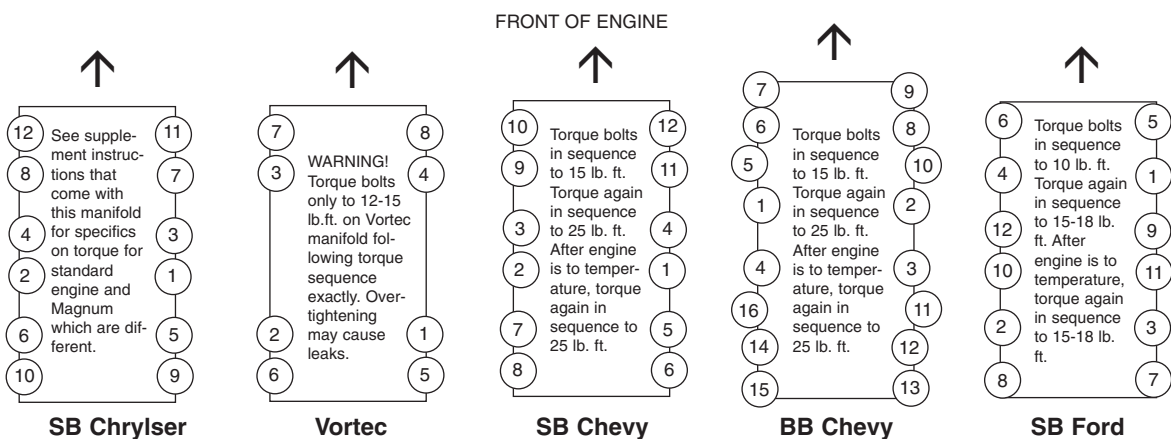 FRONT OF ENGINE
12
11
8
7
4
3
2
1
6
5
10
9
See supple-
ment instruc-
tions that
come with
this manifold
for specifics
on torque for
standard
engine and
Magnum
which are dif-
ferent.
SB Chrylser
7
8
3
4
2
1
6
5
WARNING!
Torque bolts
only to 12-15
lb.ft. on Vortec
manifold fol-
lowing torque
sequence
exactly. Over-
tightening
may cause
leaks.
Vortec
10
12
9
11
3
4
2
1
7
5
8
6
Torque bolts
in sequence
to 15 lb. ft.
Torque again
in sequence
to 25 lb. ft.
After engine
is to temper-
ature, torque
again in
sequence to
25 lb. ft.
SB Chevy
7
9
6
8
5
10
1
2
4
3
16
11
14
12
15
13
Torque bolts
in sequence
to 15 lb. ft.
Torque again
in sequence
to 25 lb. ft.
After engine
is to temper-
ature, torque
again in
sequence to
25 lb. ft.
BB Chevy
6
5
4
1
12
9
10
11
2
3
8
7
Torque bolts
in sequence
to 10 lb. ft.
Torque again
in sequence
to 15-18 lb.
ft. After
engine is to
temperature,
torque again
in sequence
to 15-18 lb.
ft.
SB Ford